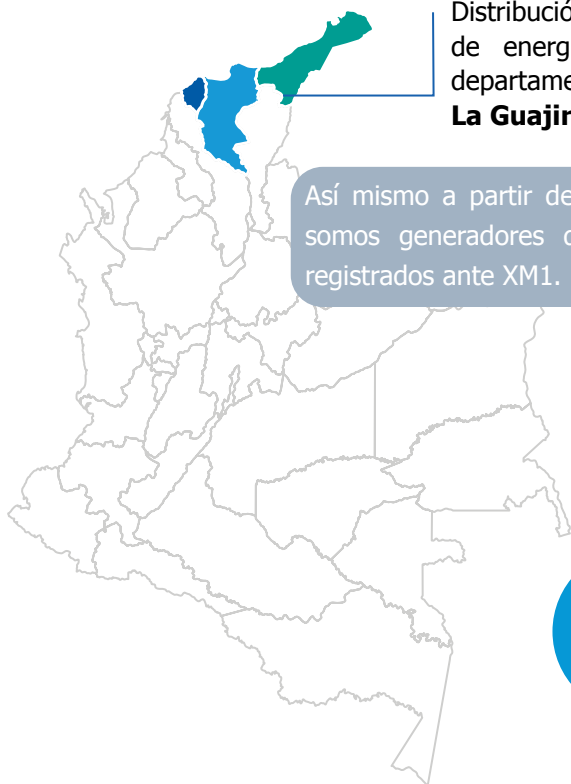 Distribució
de energ
departame
La Guajir
Así mismo a partir de
somos generadores
registrados ante XM1.